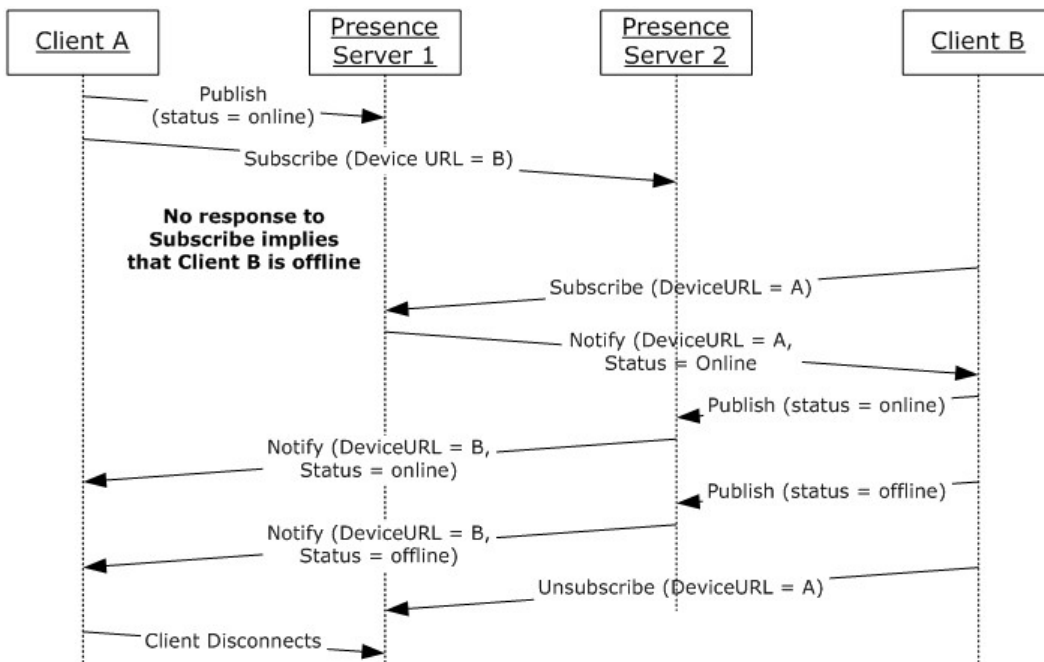 Client A
Presence
Server 1
Presence
Server 2
Client B
Publish
(status = online)
Subscribe (Device URL = B)
No response to
Subscribe implies
that Client B is offline
Subscribe (DeviceURL = A)
Notify (DeviceURL = A,
Status = Online
Publish (status = online)
Notify (DeviceURL = B,
Status = online)
Publish (status = offline)
Notify (DeviceURL = B,
Status = offline)
Unsubscribe (DeviceURL = A)
Client Disconnects